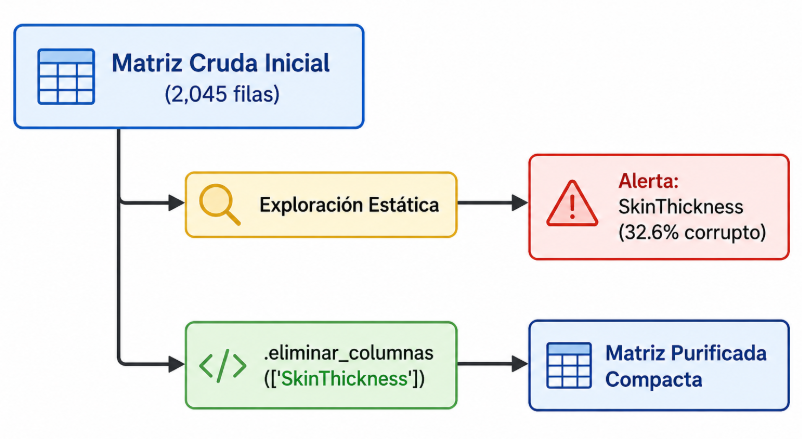 Matriz Cruda Inicial
(2,045 filas)
Exploración Estática
Alerta:
SkinThickness
(32.6% corrupto)
</>
.eliminar_columnas
(['SkinThickness'])
Matriz Purificada
Compacta